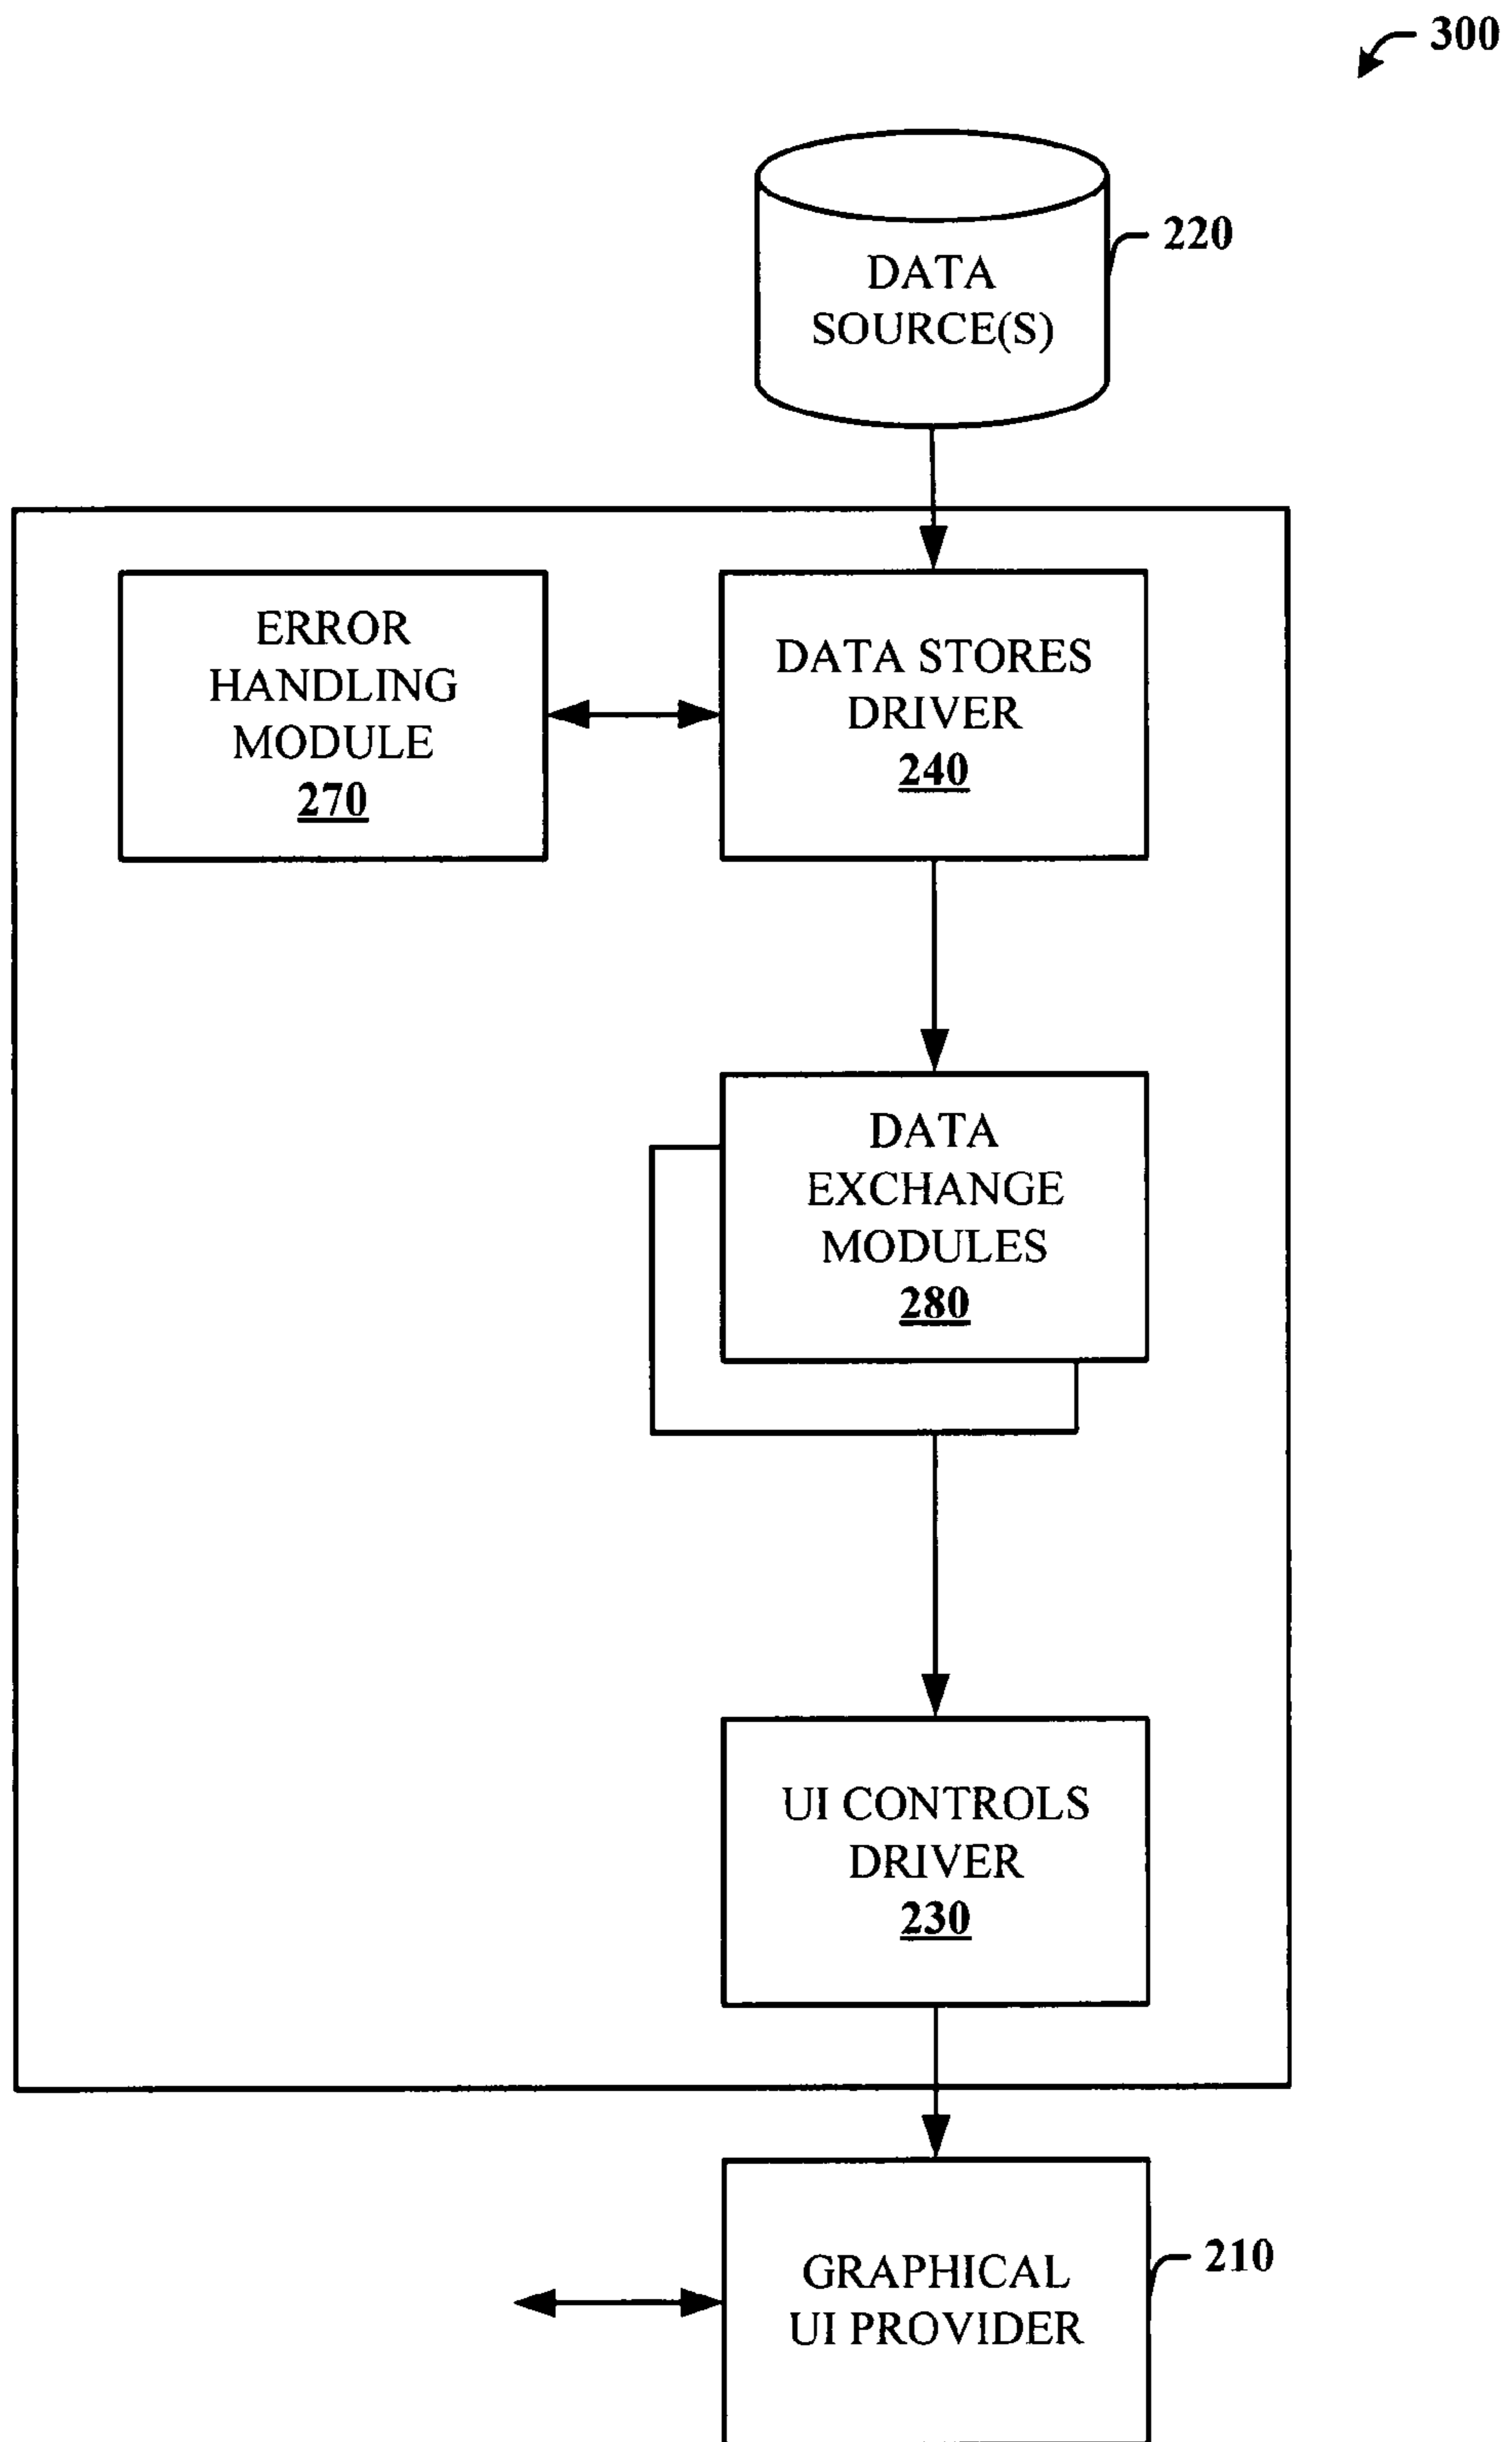 300
220
DATA
SOURCE(S)
ERROR
HANDLING
MODULE
270
DATA STORES
DRIVER
240
DATA
EXCHANGE
MODULES
280
UI CONTROLS
DRIVER
230
210
GRAPHICAL
UI PROVIDER